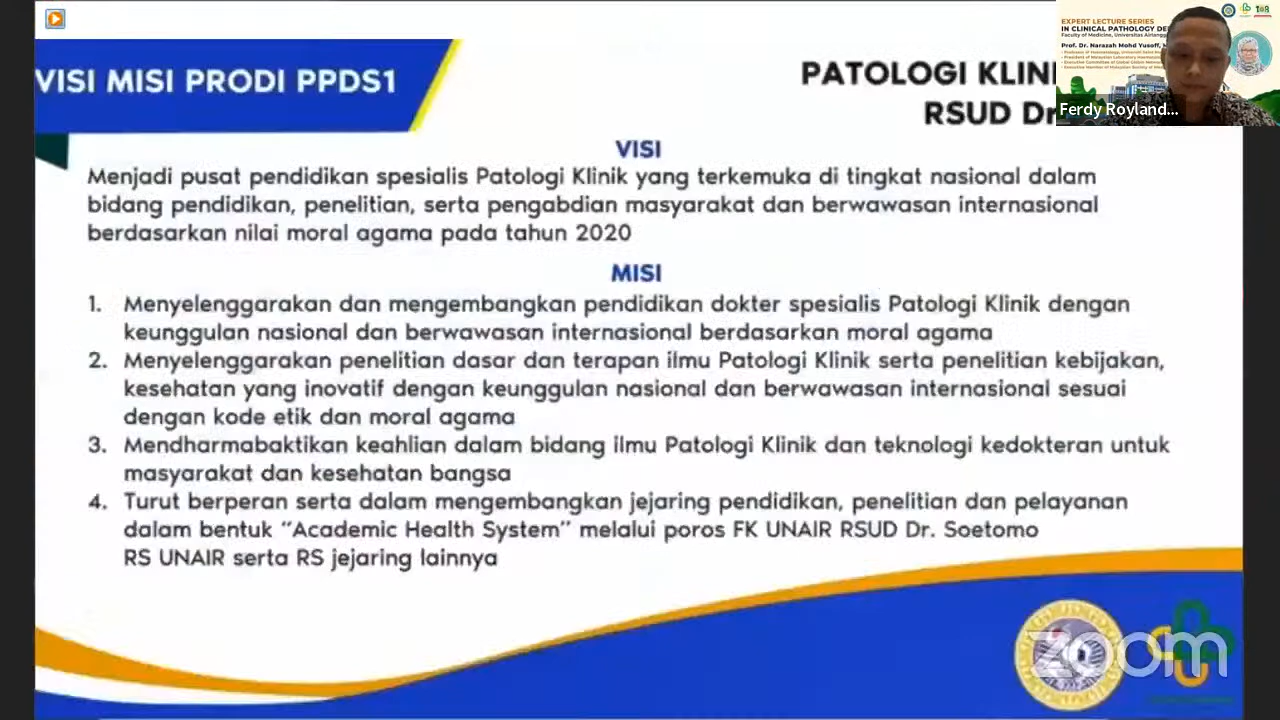 VISI MISI PRODI PPDS1
PATOLOGI KLINI
RSUD Dr
EXPERT LECTURE SERIES
IN CLINICAL PATHOLOGY DE
Faculty of Medicine, Universitas Airlangga
Prof. Dr. Narazah Mohd Yusoff,
Ferdy Royland...
VISI
Menjadi pusat pendidikan spesialis Patologi Klinik yang terkemuka di tingkat nasional dalam
bidang pendidikan, penelitian, serta pengabdian masyarakat dan berwawasan internasional
berdasarkan nilai moral agama pada tahun 2020
MISI
1. Menyelenggarakan dan mengembangkan pendidikan dokter spesialis Patologi Klinik dengan
keunggulan nasional dan berwawasan internasional berdasarkan moral agama
2. Menyelenggarakan penelitian dasar dan terapan ilmu Patologi Klinik serta penelitian kebijakan,
kesehatan yang inovatif dengan keunggulan nasional dan berwawasan internasional sesuai
dengan kode etik dan moral agama
3. Mendharmabaktikan keahlian dalam bidang ilmu Patologi Klinik dan teknologi kedokteran untuk
masyarakat dan kesehatan bangsa
4. Turut berperan serta dalam mengembangkan jejaring pendidikan, penelitian dan pelayanan
dalam bentuk "Academic Health System" melalui poros FK UNAIR RSUD Dr. Soetomo
RS UNAIR serta RS jejaring lainnya
zoom